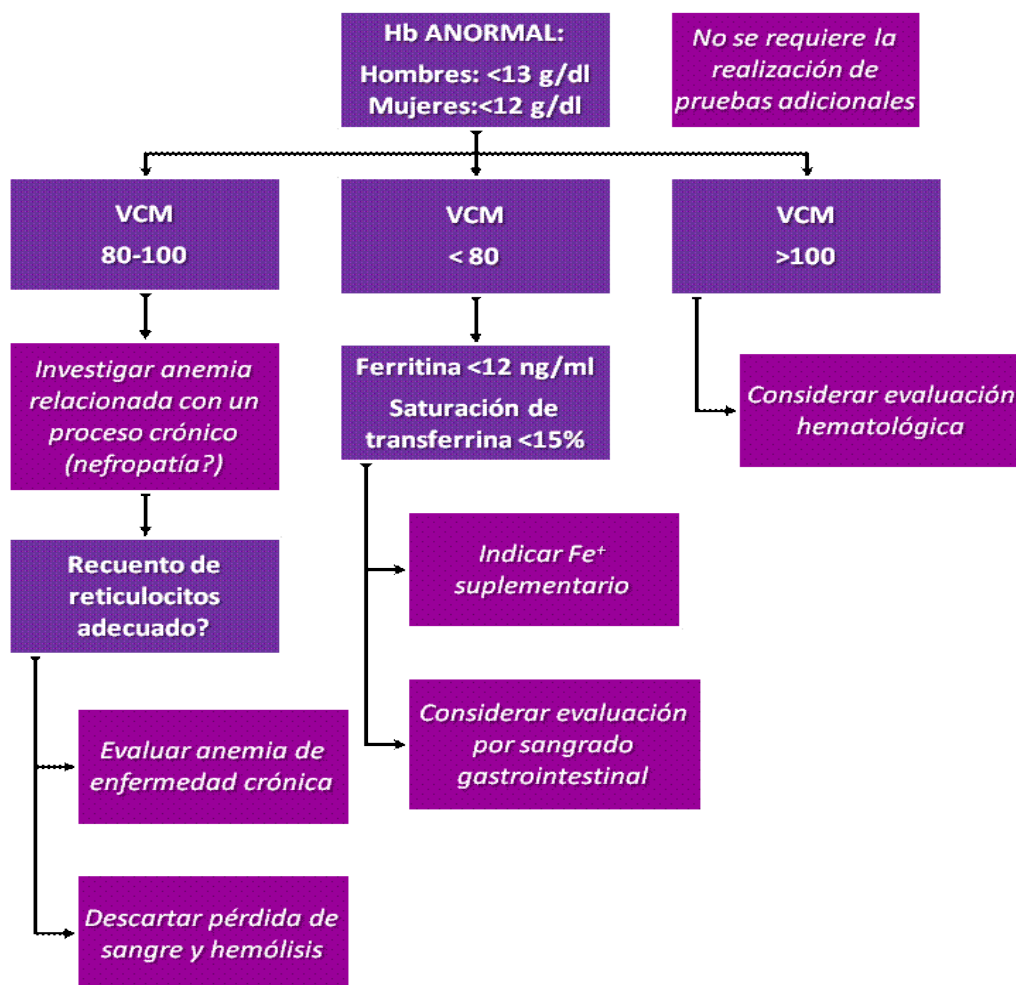 Hb ANORMAL:
Hombres: <13 g/dl
Mujeres:<12 g/dl
No se requiere la
realización de
pruebas adicionales
VCM
80-100
VCM
< 80
VCM
>100
Investigar anemia
relacionada con un
proceso crónico
(nefropatía?)
Ferritina <12 ng/ml
Saturación de
transferrina <15%
Considerar evaluación
hematológica
Recuento de
reticulocitos
adecuado?
Indicar Fe⁺
suplementario
Evaluar anemia de
enfermedad crónica
Considerar evaluación
por sangrado
gastrointestinal
Descartar pérdida de
sangre y hemólisis